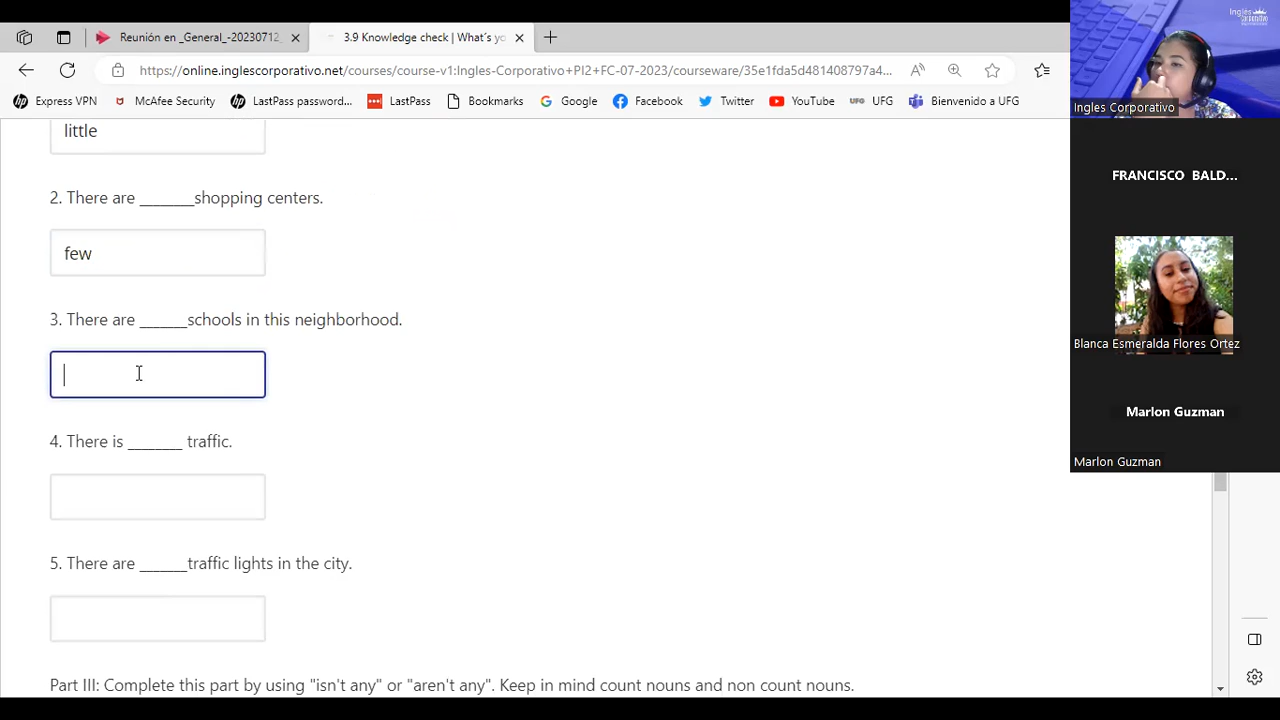 Reunión en _General_-20230712_
3.9 Knowledge check | What´s yo
https://online.inglescorporativo.net/courses/course-v1:Ingles-Corporativo+PI2+FC-07-2023/courseware/35e1fda5d481408797a4...
Express VPN
McAfee Security
LastPass password...
LastPass
Bookmarks
Google
Facebook
Twitter
YouTube
UFG
UFG
Bienvenido a UFG
Inglés
Ingles Corporativo
FRANCISCO BALD...
Blanca Esmeralda Flores Ortez
Marlon Guzman
Marlon Guzman
little
2. There are _______shopping centers.
few
3. There are ______schools in this neighborhood.
4. There is _______ traffic.
5. There are ______traffic lights in the city.
Part III: Complete this part by using "isn't any" or "aren't any". Keep in mind count nouns and non count nouns.